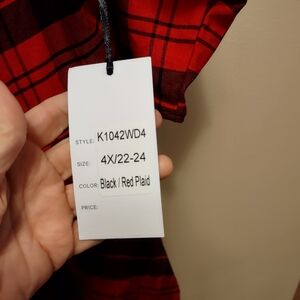 STYLE: K1042WD4
SIZE: 4X/22-24
COLOR: Black / Red Plaid
PRICE: